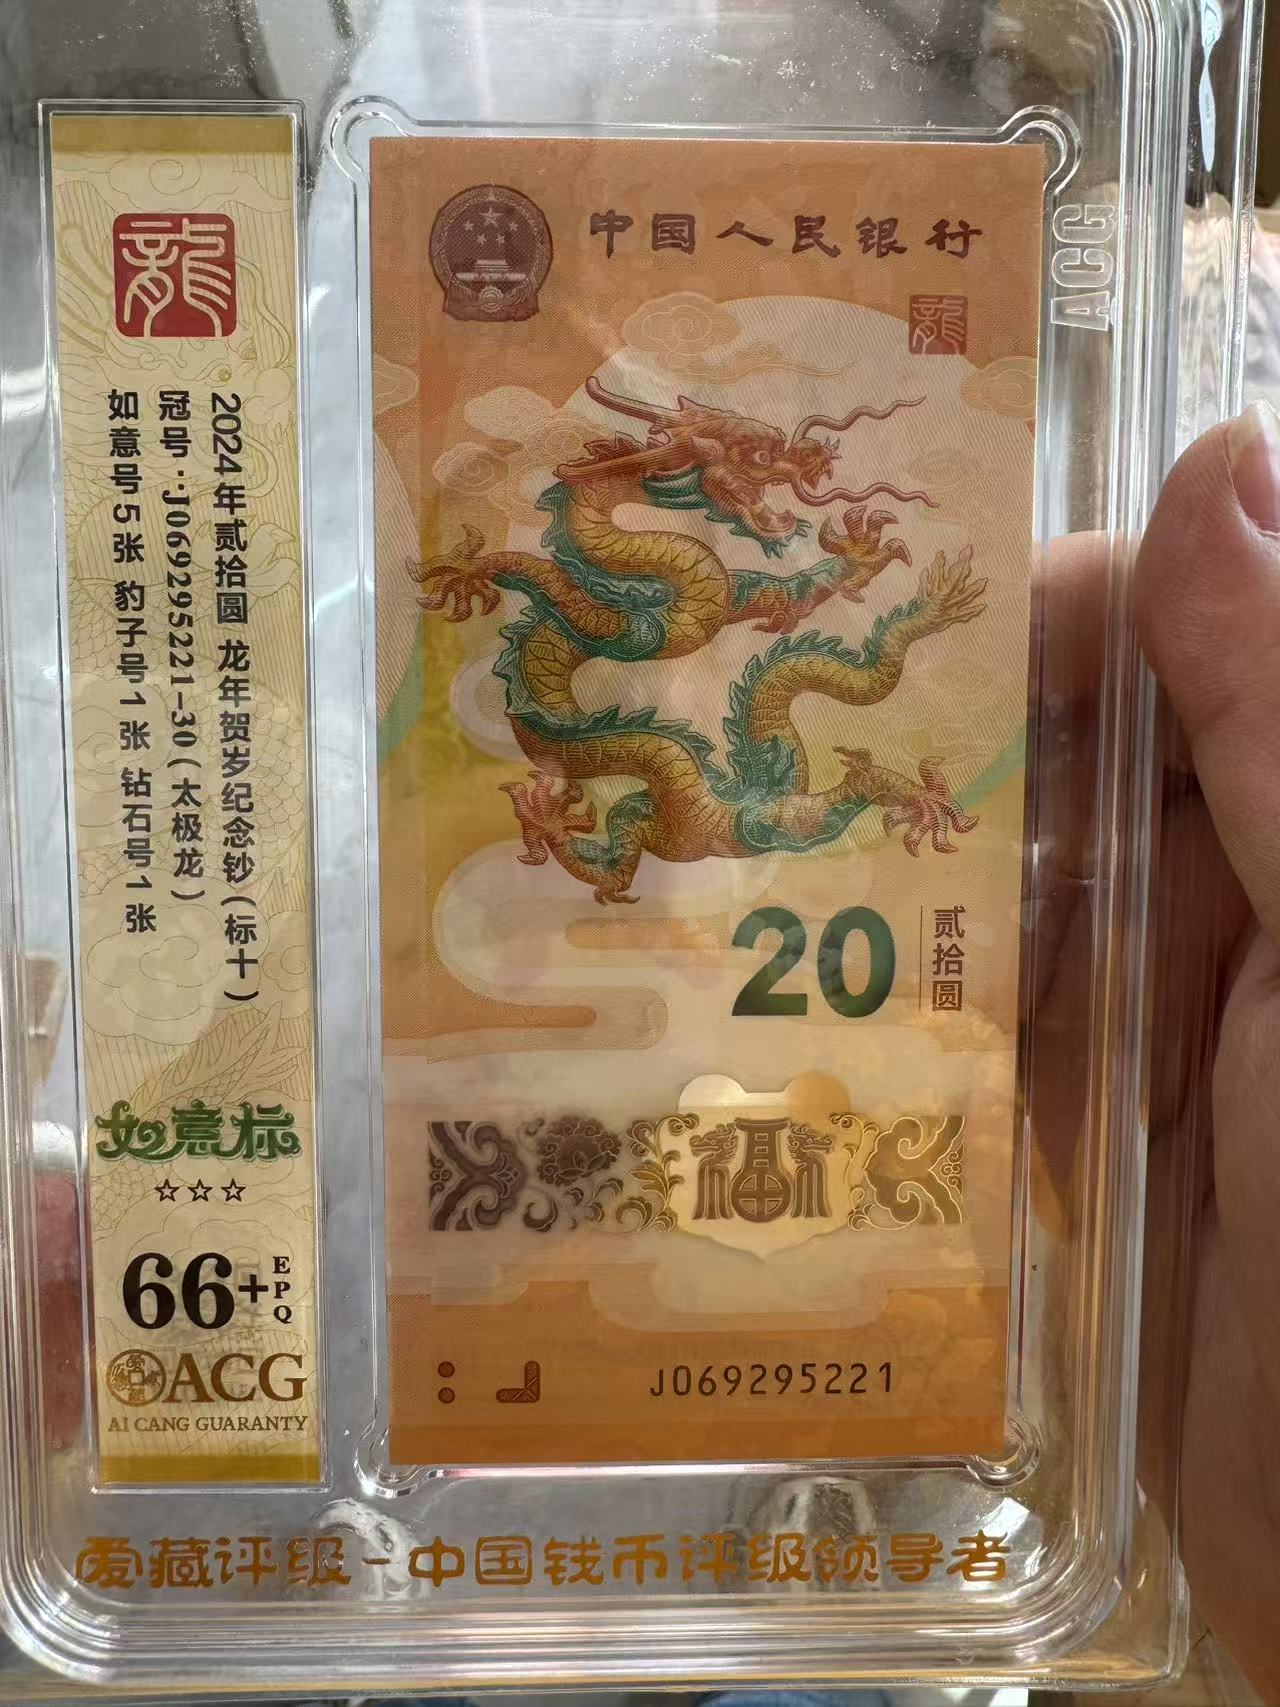 龍
2024年贰拾圆 龙年贺岁纪念钞(标十)
冠号:J069295221-30(太极龙)
如意号5张 豹子号1张 钻石号1张
如意标
66+
EPQ
ACG
AI CANG GUARANTY
中国人民银行
龍
20
贰拾圆
福
J069295221
ACG
爱藏评级-中国钱币评级领导者